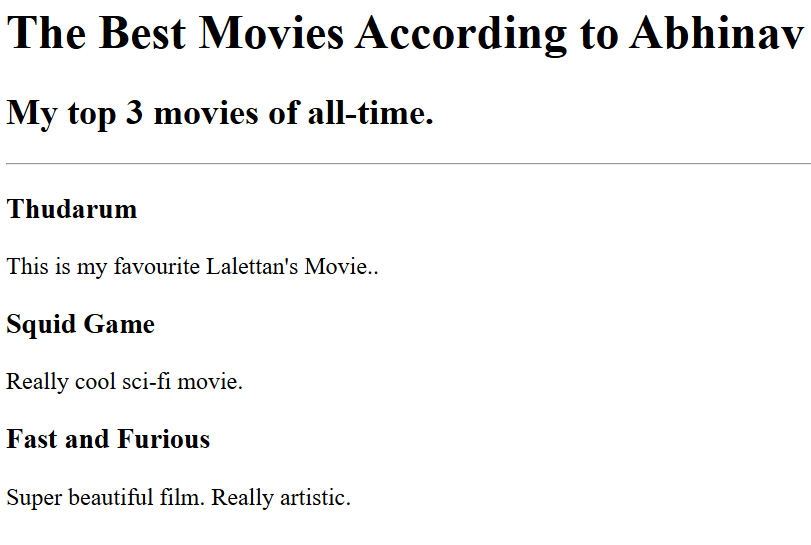 The Best Movies According to Abhinav
My top 3 movies of all-time.
Thudarum
This is my favourite Lalettan's Movie..
Squid Game
Really cool sci-fi movie.
Fast and Furious
Super beautiful film. Really artistic.